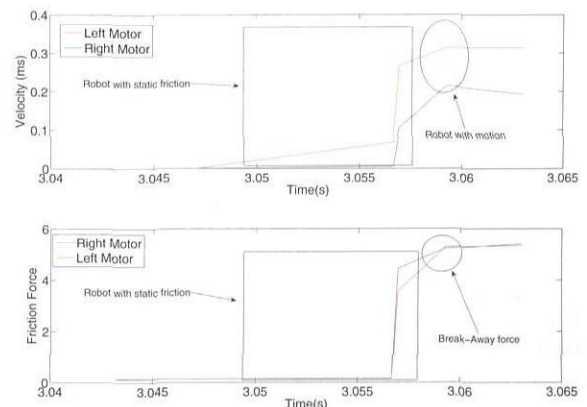 0.4
Left Motor
Right Motor
0.3
Velocity (ms)
Robot with static friction
0.2
0.1
Robot with motion
0
3.04 3.045 3.05 3.055 3.06 3.065
Time(s)
6
Right Motor
Left Motor
4
Friction Force
Robot with static friction
2
Break-Away force
0
3.04 3.045 3.05 3.055 3.06 3.065
Time(s)